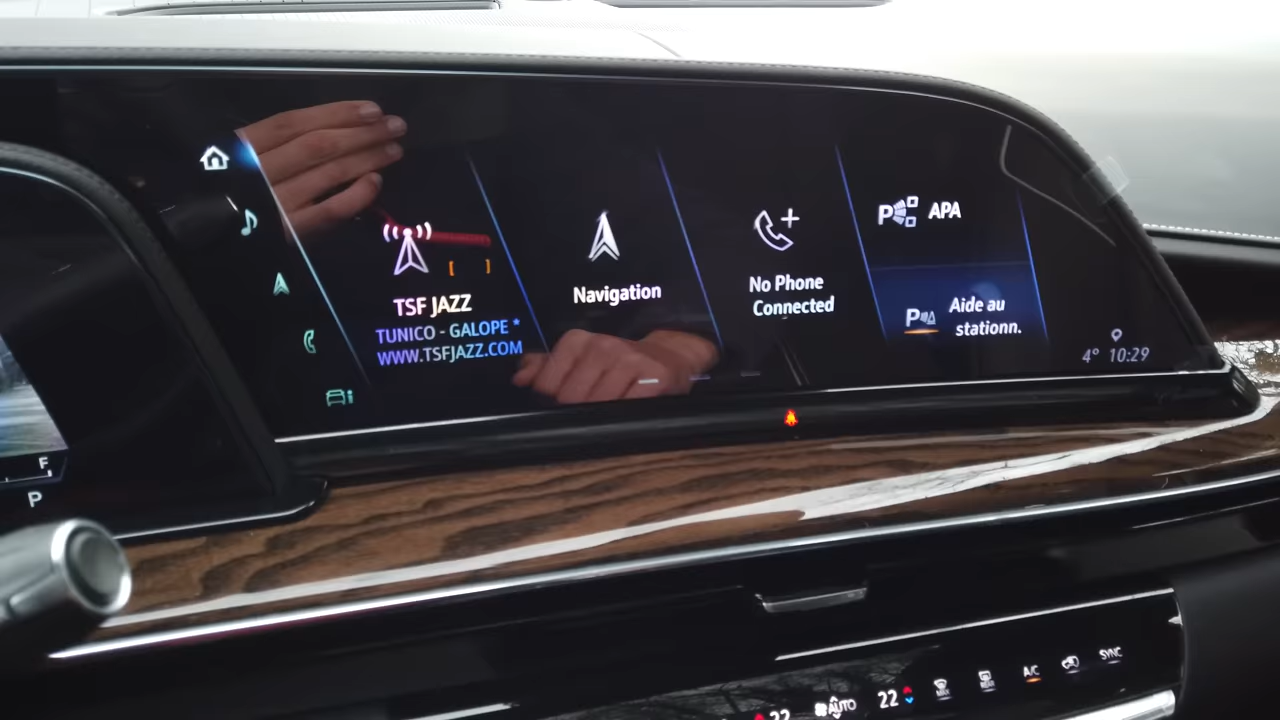 TSF JAZZ
TUNICO - GALOPE *
WWW.TSFJAZZ.COM
Navigation
No Phone
Connected
P
APA
P
Aide au
stationn.
4° 10:29
F
P
22
AUTO
22
A/C
SYNC